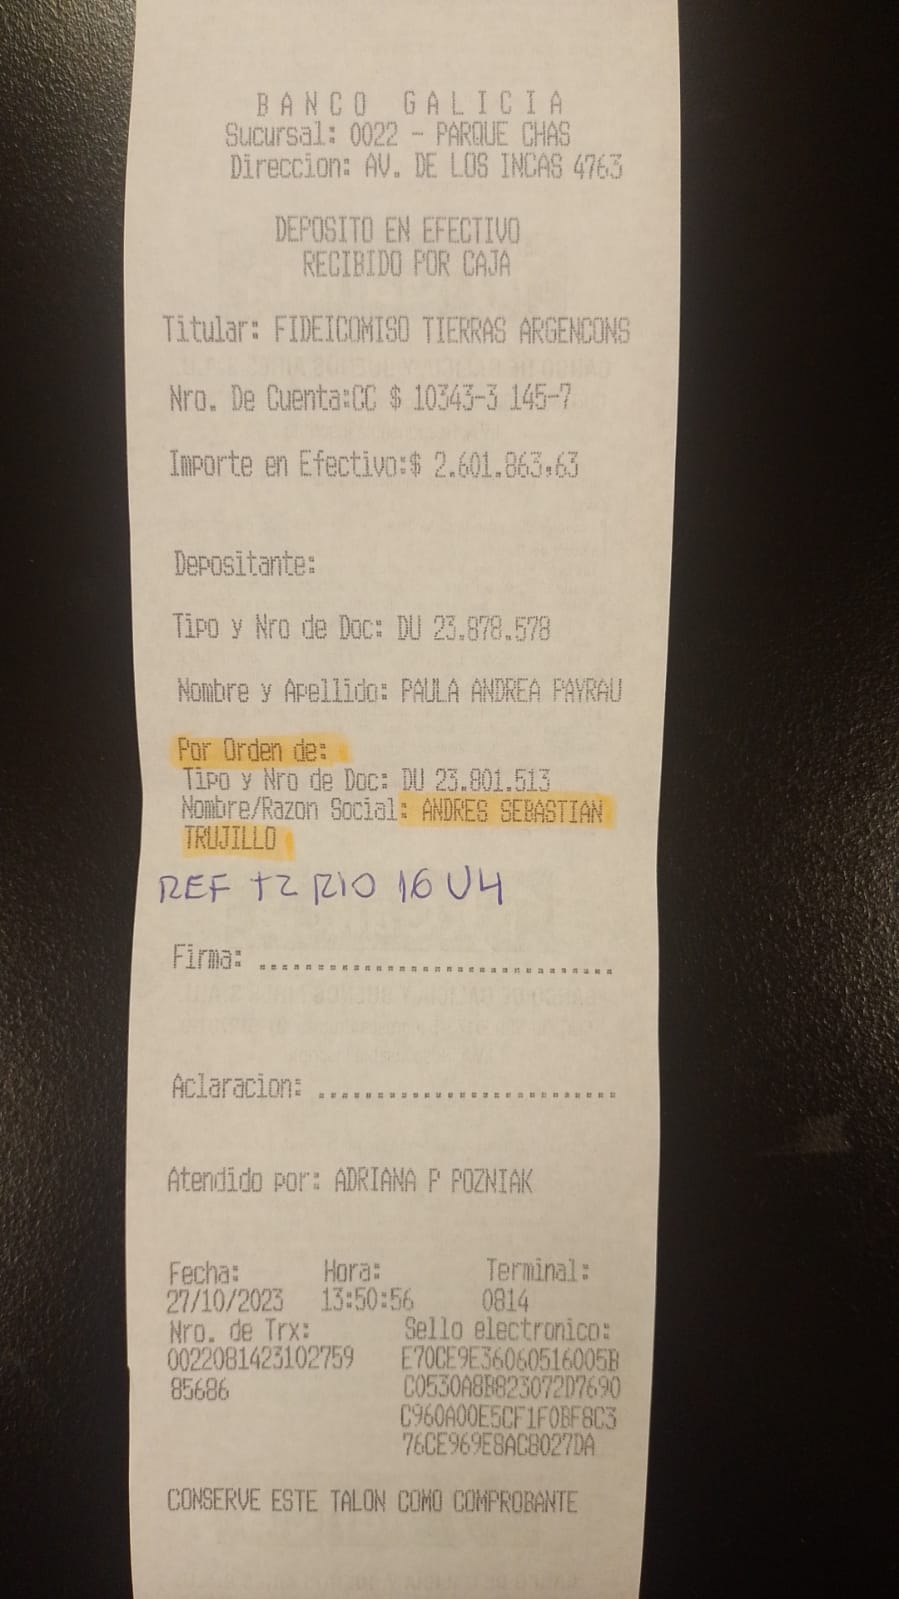 BANCO GALICIA
Sucursal: 0022 - PARQUE CHAS
Direccion: AV. DE LOS INCAS 4763
DEPOSITO EN EFECTIVO
RECIBIDO POR CAJA
Titular: FIDEICOMISO TIERRAS ARGENCONS
Nro. De Cuenta:CC $ 10343-3 145-7
Importe en Efectivo:$ 2.601.863,63
Depositante:
Tipo y Nro de Doc: DU 23.878.578
Nombre y Apellido: PAULA ANDREA PAYRAU
Por Orden de:
Tipo y Nro de Doc: DU 23.801.513
Nombre/Razon Social: ANDRES SEBASTIAN
TRUJILLO
REF TZ RIO 16 U4
Firma: ................................
Aclaracion: ...........................
Atendido por: ADRIANA P POZNIAK
Fecha: Hora: Terminal:
27/10/2023 13:50:56 0814
Nro. de Trx: Sello electronico:
0022081423102759 E70CE9E36060516005B
85686 C0530A8B823072D7690
C960A00E5CF1F0BF8C3
76CE969E8AC8027DA
CONSERVE ESTE TALON COMO COMPROBANTE